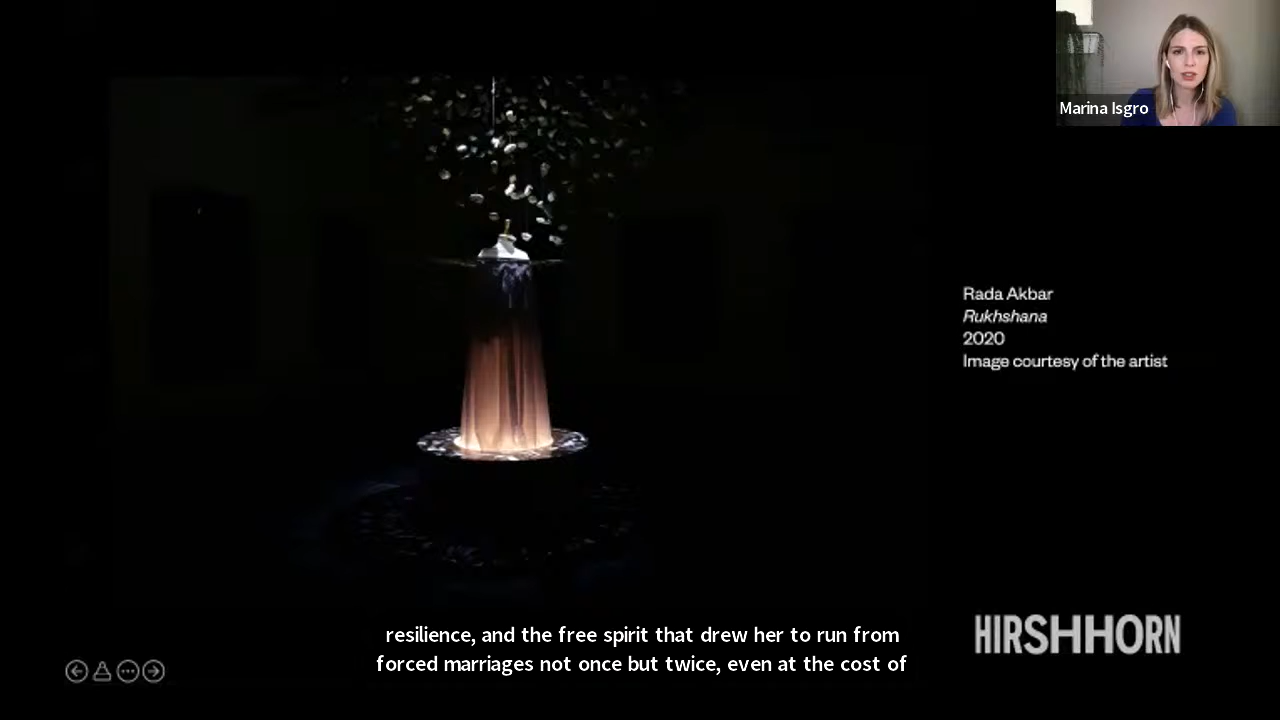 Marina Isgro
Rada Akbar
Rukhshana
2020
Image courtesy of the artist
resilience, and the free spirit that drew her to run from
forced marriages not once but twice, even at the cost of
HIRSHHORN